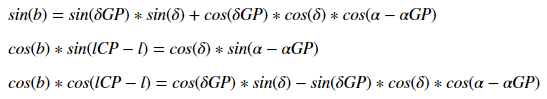 sin(b) = sin(δGP) * sin(δ) + cos(δGP) * cos(δ) * cos(α − αGP)
cos(b) * sin(lCP − l) = cos(δ) * sin(α − αGP)
cos(b) * cos(lCP − l) = cos(δGP) * sin(δ) − sin(δGP) * cos(δ) * cos(α − αGP)